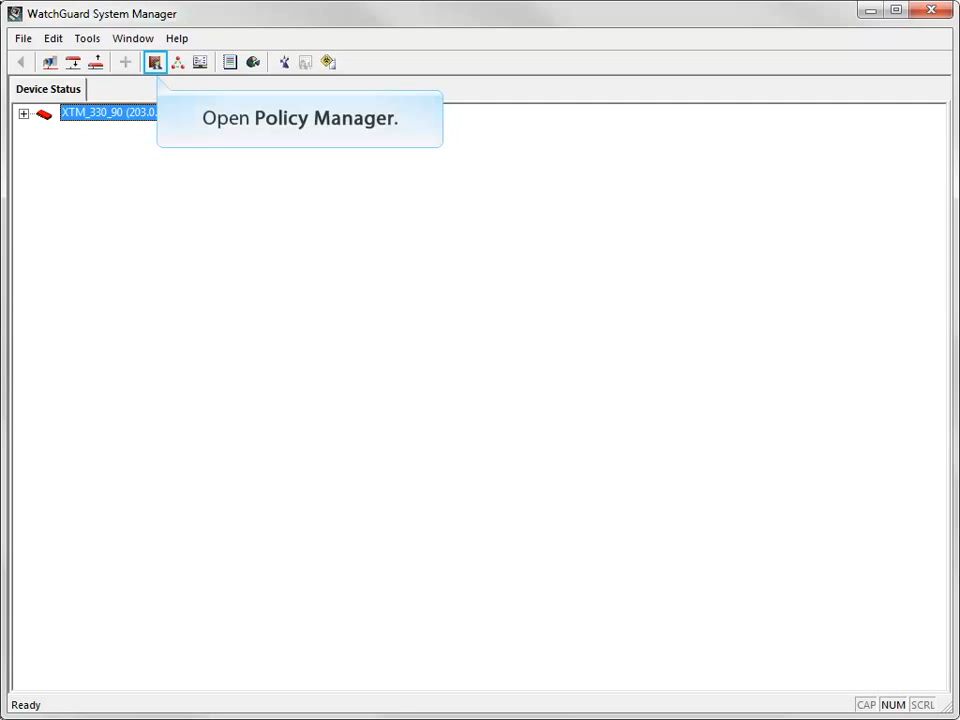 WatchGuard System Manager
File Edit Tools Window Help
Device Status
XTM_330_90 (203.0.
Open Policy Manager.
Ready
CAP NUM SCRL